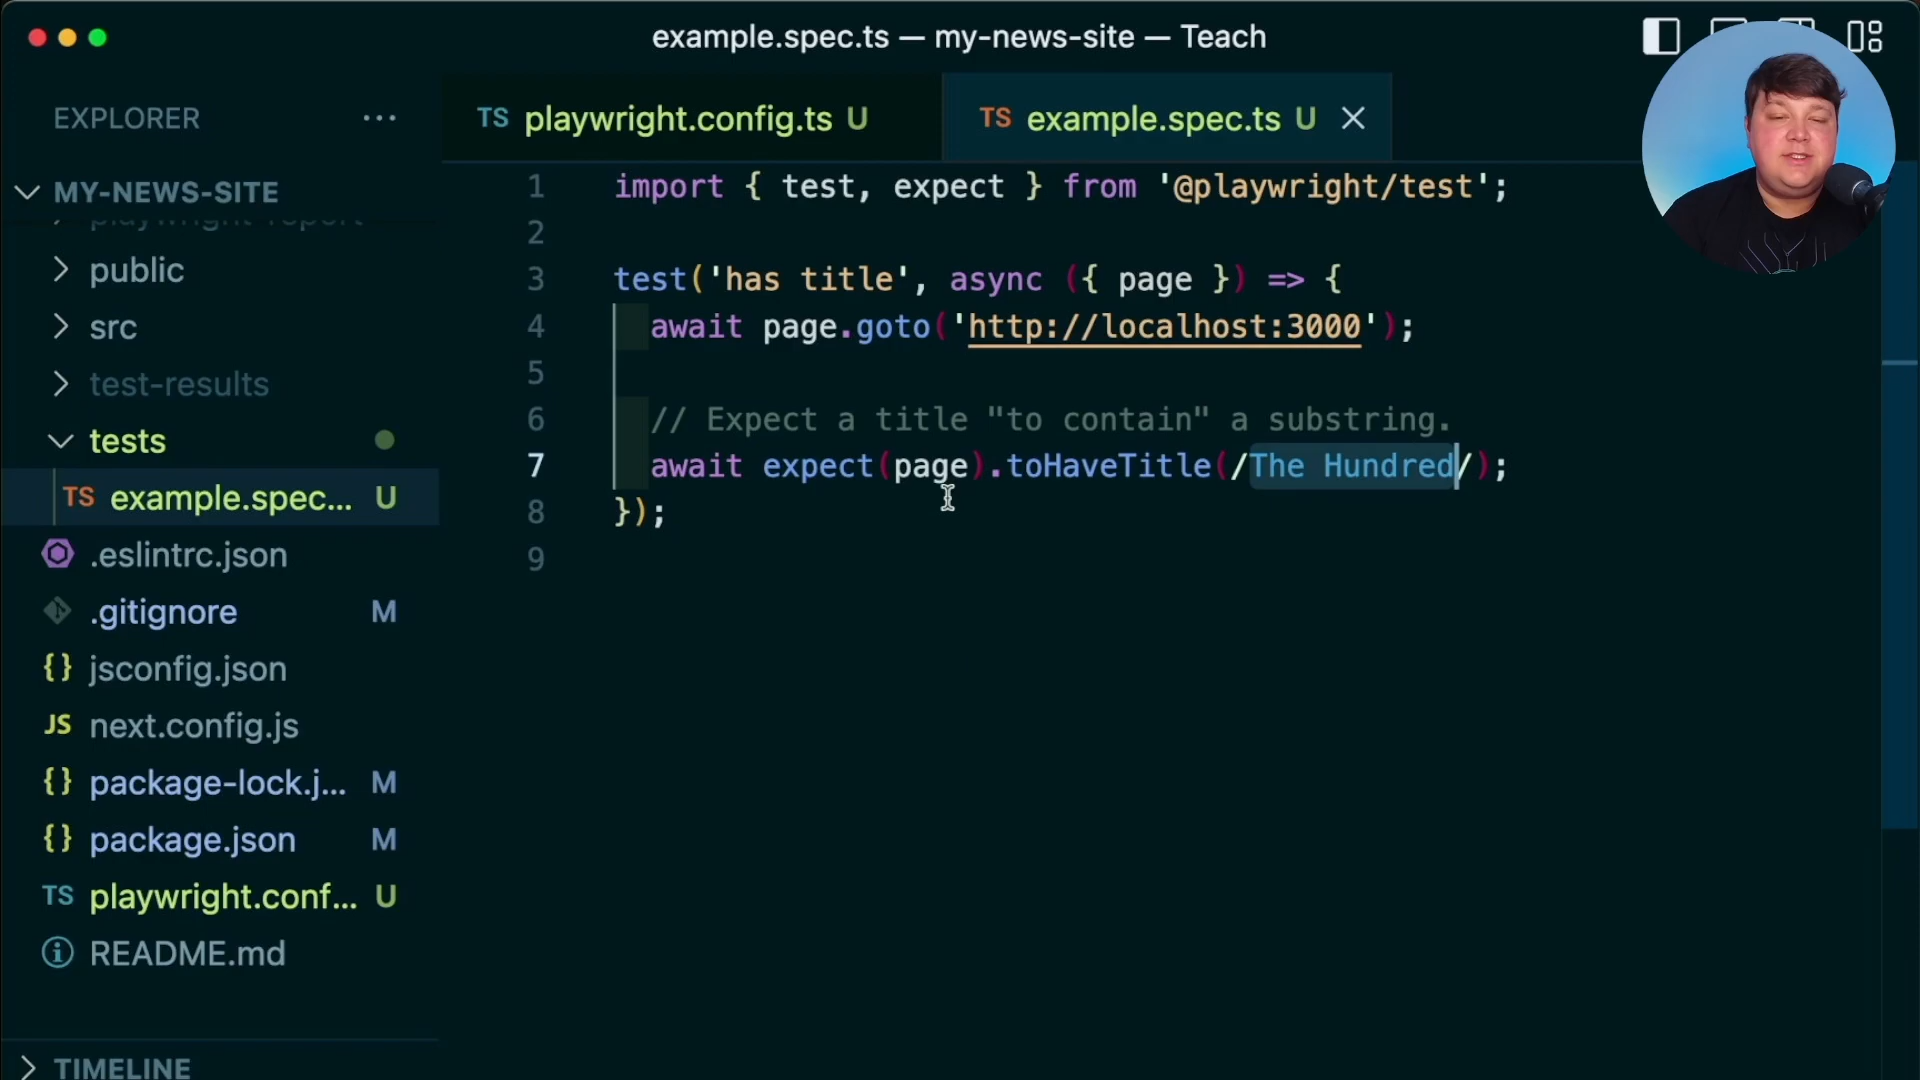 example.spec.ts — my-news-site — Teach
EXPLORER
MY-NEWS-SITE
playwright-report
public
src
test-results
tests
TS example.spec... U
.eslintrc.json
.gitignore M
{} jsconfig.json
JS next.config.js
{} package-lock.j... M
{} package.json M
TS playwright.conf... U
README.md
TIMELINE
TS playwright.config.ts U
TS example.spec.ts U
1 import { test, expect } from '@playwright/test';
2
3 test('has title', async ({ page }) => {
4 await page.goto('http://localhost:3000');
5
6 // Expect a title "to contain" a substring.
7 await expect(page).toHaveTitle(/The Hundred/);
8 });
9